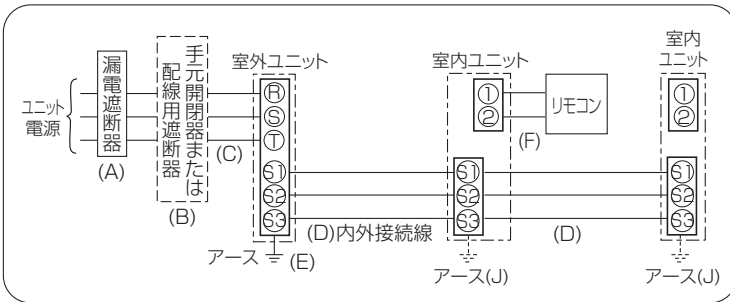 ユニット
電源
漏電遮断器
(A)
手元開閉器または
配線用遮断器
(B)
(C)
室外ユニット
R
S
T
S1
S2
S3
アース
(E)
(D)内外接続線
室内ユニット
①
②
リモコン
(F)
S1
S2
S3
アース(J)
(D)
室内
ユニット
①
②
S1
S2
S3
アース(J)